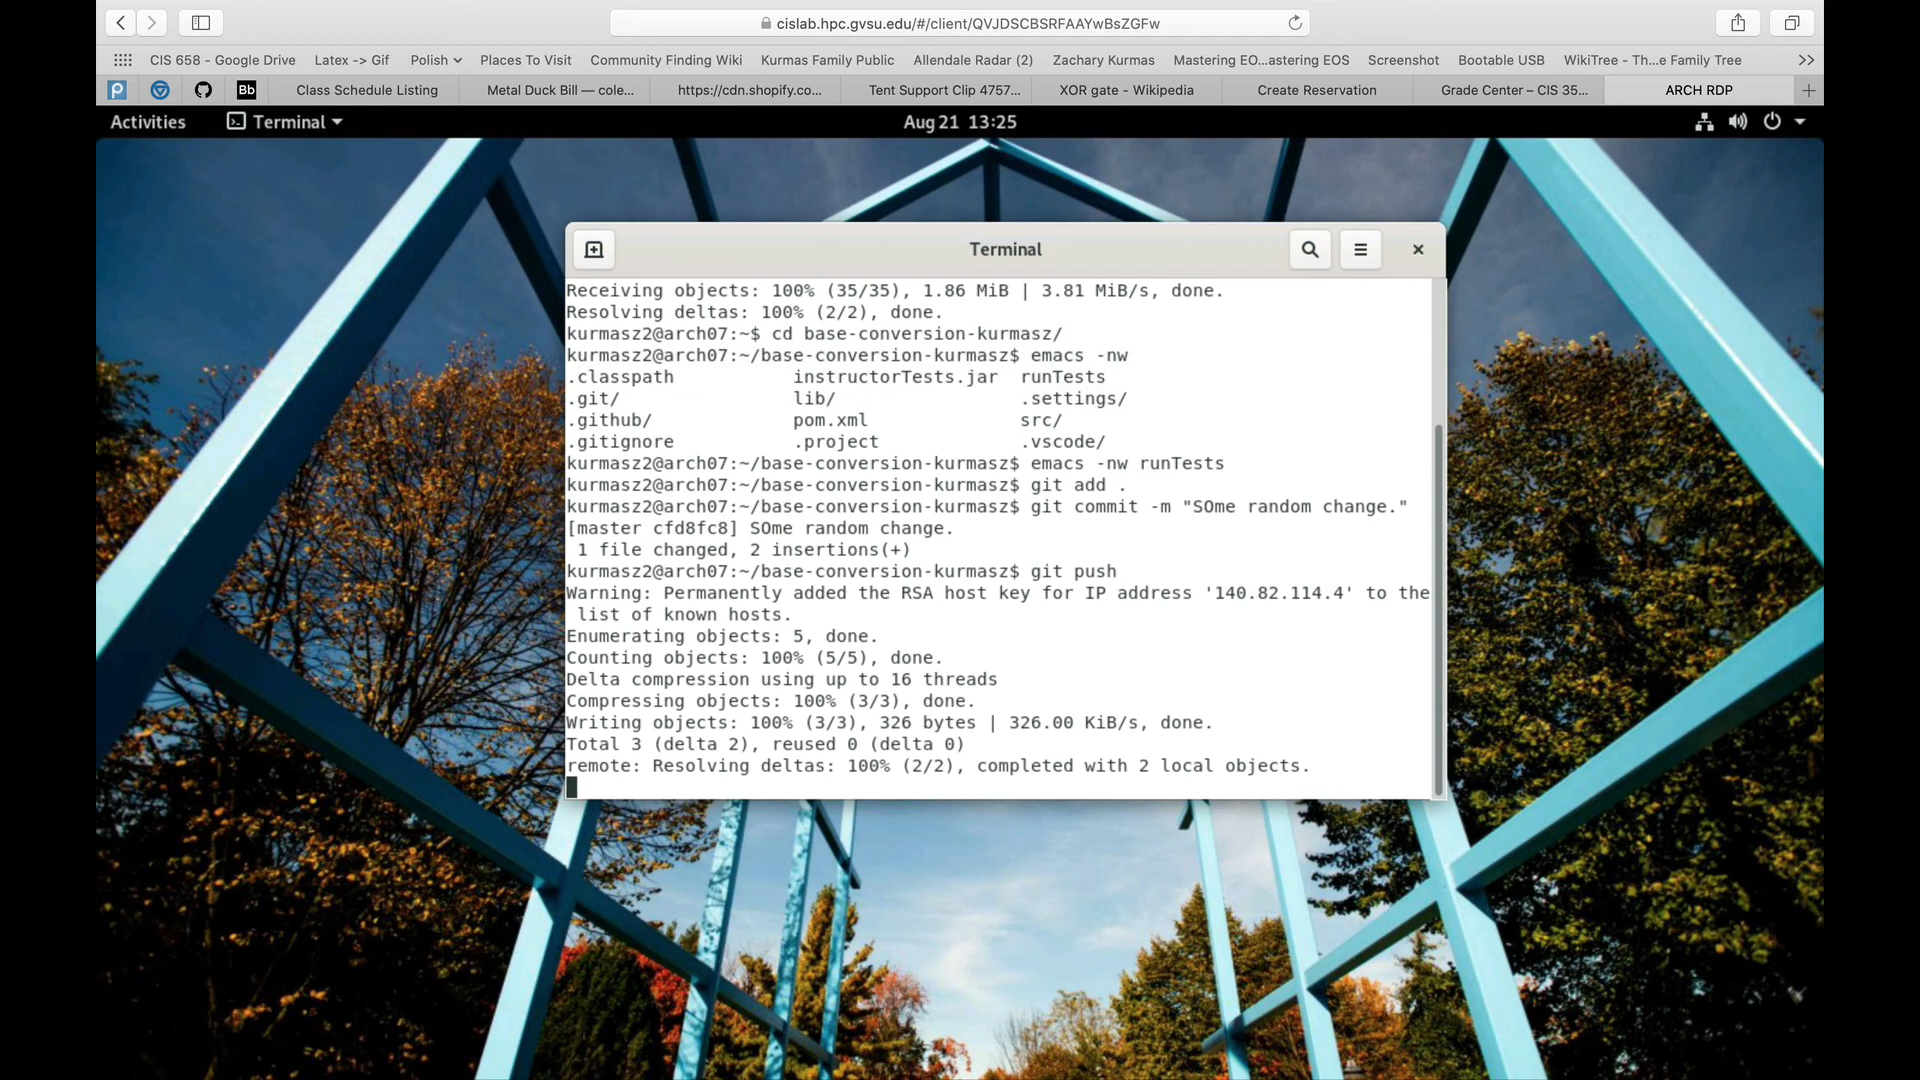 cislab.hpc.gvsu.edu/#/client/QVJDSCBSRFAAYwBsZGFw
CIS 658 - Google Drive Latex -> Gif Polish Places To Visit Community Finding Wiki Kurmas Family Public Allendale Radar (2) Zachary Kurmas Mastering EO...astering EOS Screenshot Bootable USB WikiTree - Th...e Family Tree
Bb Class Schedule Listing Metal Duck Bill — cole... https://cdn.shopify.co... Tent Support Clip 4757... XOR gate - Wikipedia Create Reservation Grade Center – CIS 35... ARCH RDP
Activities Terminal Aug 21 13:25
Terminal
Receiving objects: 100% (35/35), 1.86 MiB | 3.81 MiB/s, done.
Resolving deltas: 100% (2/2), done.
kurmasz2@arch07:~$ cd base-conversion-kurmasz/
kurmasz2@arch07:~/base-conversion-kurmasz$ emacs -nw
.classpath instructorTests.jar runTests
.git/ lib/ .settings/
.github/ pom.xml src/
.gitignore .project .vscode/
kurmasz2@arch07:~/base-conversion-kurmasz$ emacs -nw runTests
kurmasz2@arch07:~/base-conversion-kurmasz$ git add .
kurmasz2@arch07:~/base-conversion-kurmasz$ git commit -m "SOme random change."
[master cfd8fc8] SOme random change.
1 file changed, 2 insertions(+)
kurmasz2@arch07:~/base-conversion-kurmasz$ git push
Warning: Permanently added the RSA host key for IP address '140.82.114.4' to the
list of known hosts.
Enumerating objects: 5, done.
Counting objects: 100% (5/5), done.
Delta compression using up to 16 threads
Compressing objects: 100% (3/3), done.
Writing objects: 100% (3/3), 326 bytes | 326.00 KiB/s, done.
Total 3 (delta 2), reused 0 (delta 0)
remote: Resolving deltas: 100% (2/2), completed with 2 local objects.